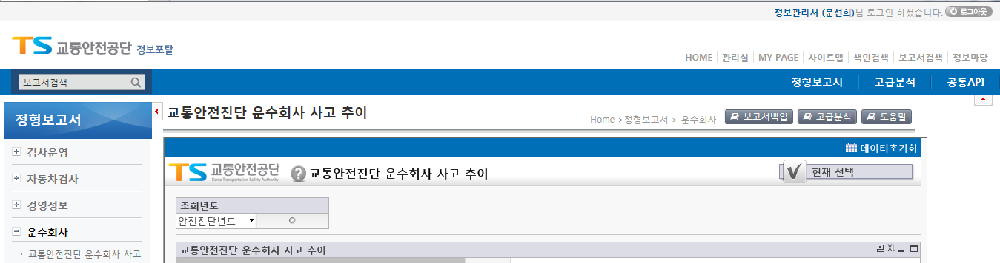 정보관리처 (문선희)님 로그인 하셨습니다. 로그아웃
TS 교통안전공단 정보포탈
HOME 관리실 MY PAGE 사이트맵 색인검색 보고서검색 정보마당
보고서검색
정형보고서 고급분석 공통API
정형보고서
검사운영
자동차검사
경영정보
운수회사
· 교통안전진단 운수회사 사고
교통안전진단 운수회사 사고 추이
Home >정형보고서 > 운수회사 보고서백업 고급분석 도움말
데이터초기화
TS 교통안전공단
Korea Transportation Safety Authority
? 교통안전진단 운수회사 사고 추이
현재 선택
조회년도
안전진단년도
교통안전진단 운수회사 사고 추이 XL